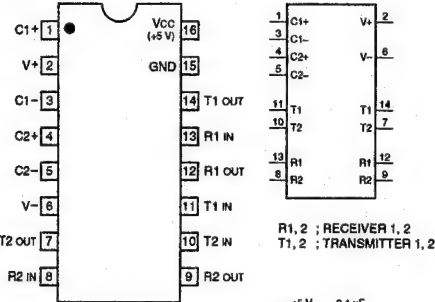 C1+ 1
V+ 2
C1- 3
C2+ 4
C2- 5
V- 6
T2 OUT 7
R2 IN 8
VCC 16
(+5 V)
GND 15
14 T1 OUT
13 R1 IN
12 R1 OUT
11 T1 IN
10 T2 IN
9 R2 OUT
1 C1+ V+ 2
3 C1-
4 C2+ V- 6
5 C2-
11 T1 T1 14
10 T2 T2 7
13 R1 R1 12
8 R2 R2 9
R1, 2 ; RECEIVER 1, 2
T1, 2 ; TRANSMITTER 1, 2